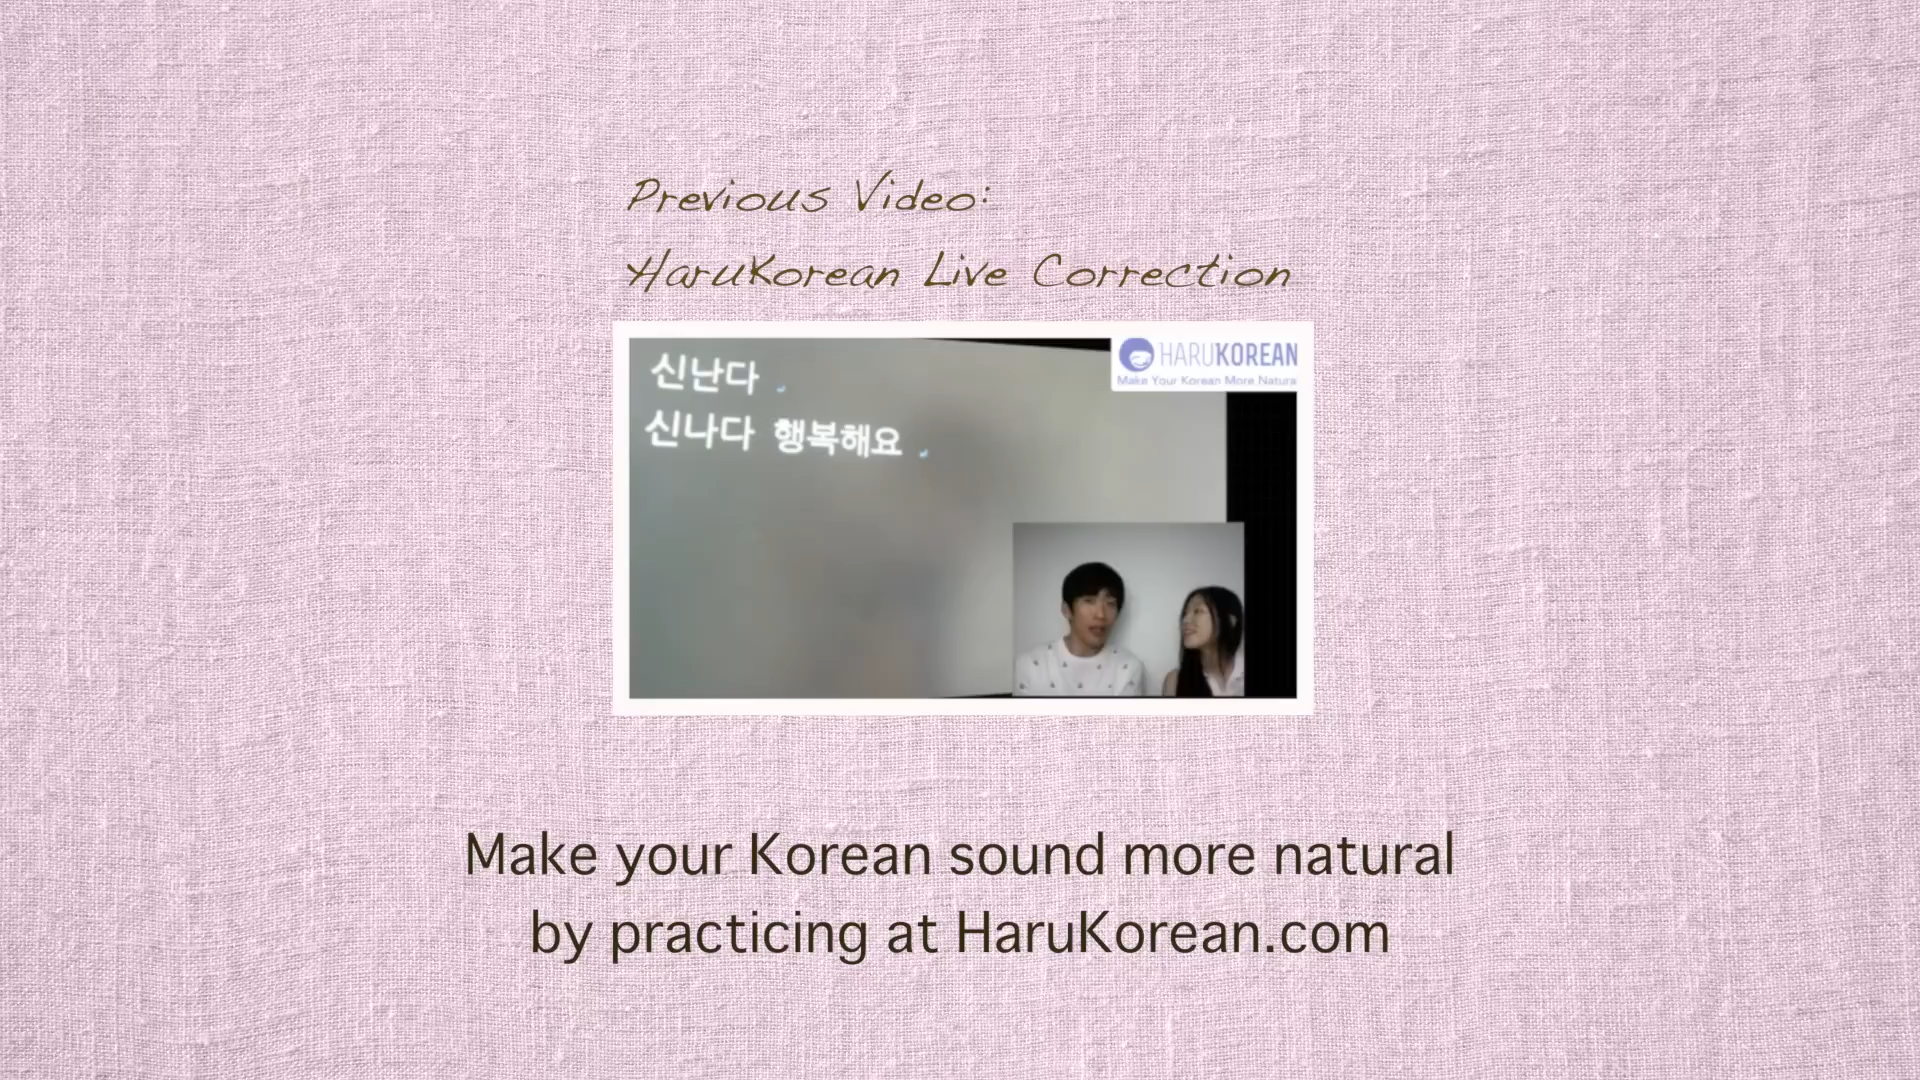 Previous Video:
HaruKorean Live Correction
신난다
신나다 행복해요
HARUKOREAN
Make Your Korean More Natura
Make your Korean sound more natural
by practicing at HaruKorean.com